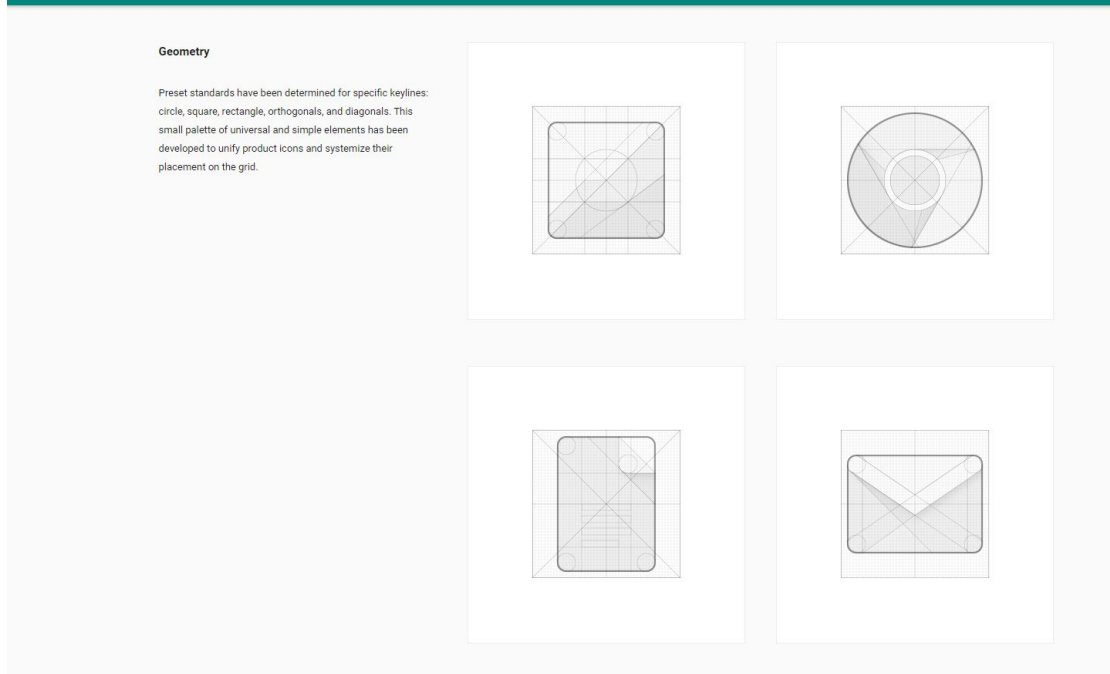 Geometry
Preset standards have been determined for specific keylines:
circle, square, rectangle, orthogonals, and diagonals. This
small palette of universal and simple elements has been
developed to unify product icons and systemize their
placement on the grid.